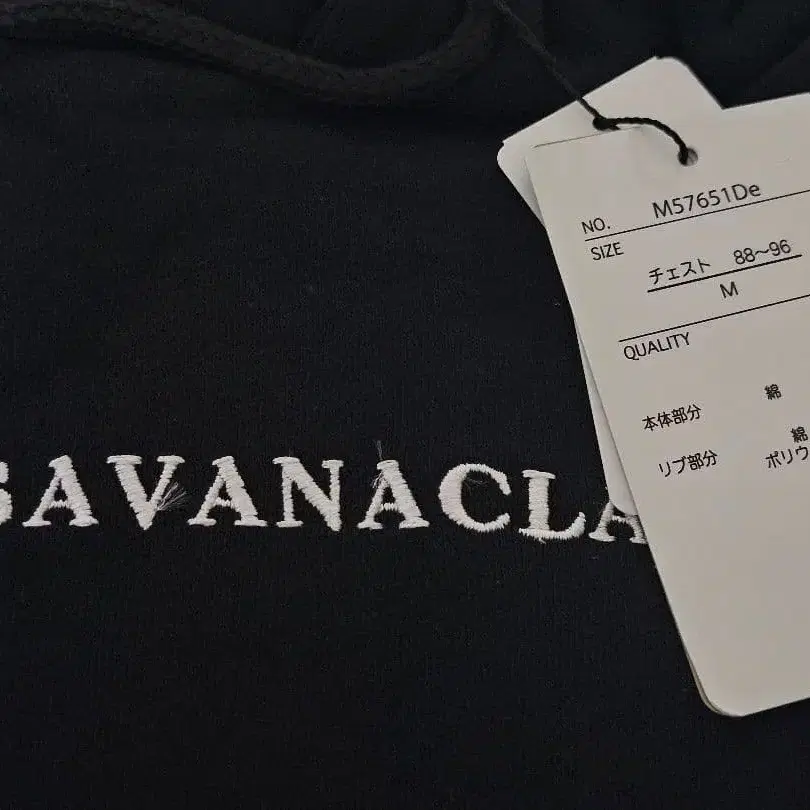 NO. M57651De
SIZE
チェスト 88〜96
M
QUALITY
本体部分 綿
リブ部分 綿
ポリウ
SAVANACLA